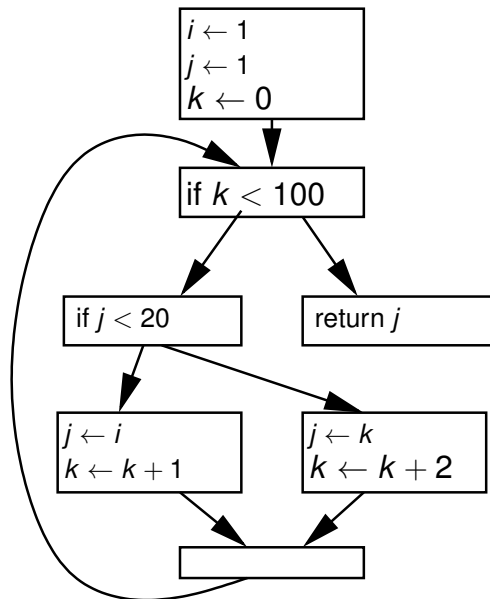 i ← 1
j ← 1
k ← 0
if k < 100
if j < 20
return j
j ← i
k ← k + 1
j ← k
k ← k + 2